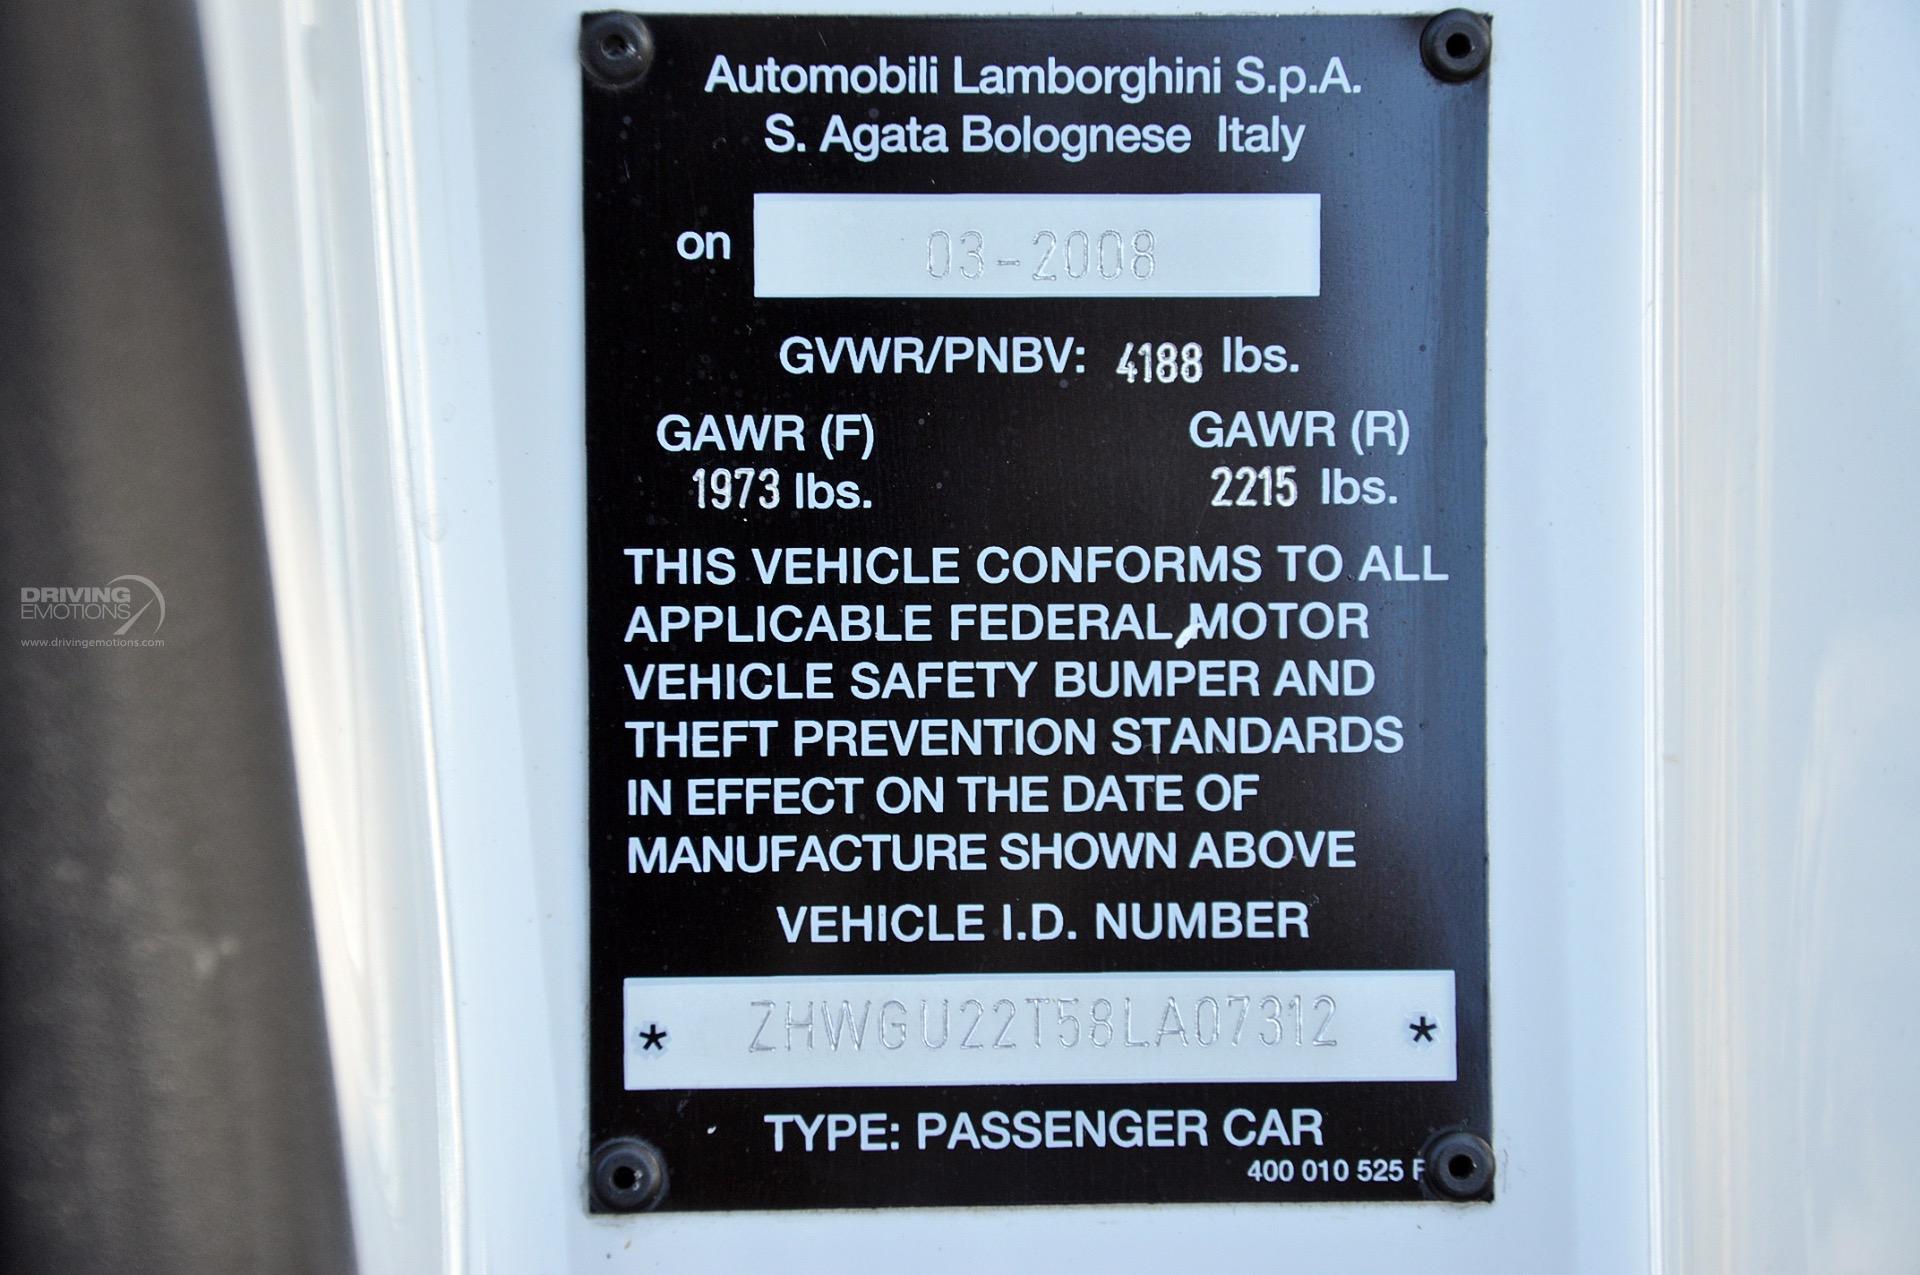 Automobili Lamborghini S.p.A.
S. Agata Bolognese Italy
on 03-2008
GVWR/PNBV: 4188 lbs.
GAWR (F) GAWR (R)
1973 lbs. 2215 lbs.
THIS VEHICLE CONFORMS TO ALL
APPLICABLE FEDERAL MOTOR
VEHICLE SAFETY BUMPER AND
THEFT PREVENTION STANDARDS
IN EFFECT ON THE DATE OF
MANUFACTURE SHOWN ABOVE
VEHICLE I.D. NUMBER
* ZHWGU22T58LA07312 *
TYPE: PASSENGER CAR
400 010 525
DRIVING
EMOTIONS
www.drivingemotions.com